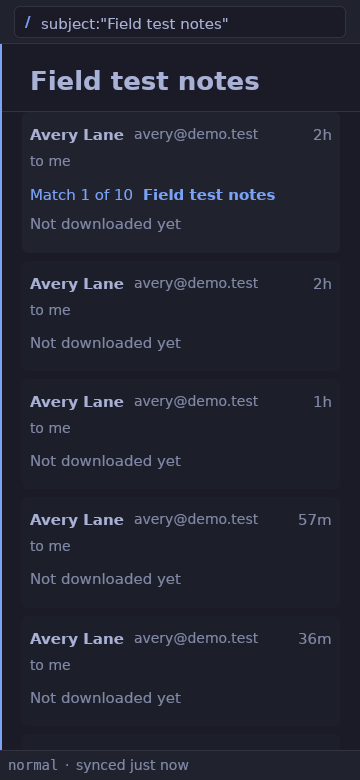 / subject:"Field test notes"
Field test notes
Avery Lane avery@demo.test 2h
to me
Match 1 of 10 Field test notes
Not downloaded yet
Avery Lane avery@demo.test 2h
to me
Not downloaded yet
Avery Lane avery@demo.test 1h
to me
Not downloaded yet
Avery Lane avery@demo.test 57m
to me
Not downloaded yet
Avery Lane avery@demo.test 36m
to me
Not downloaded yet
normal · synced just now